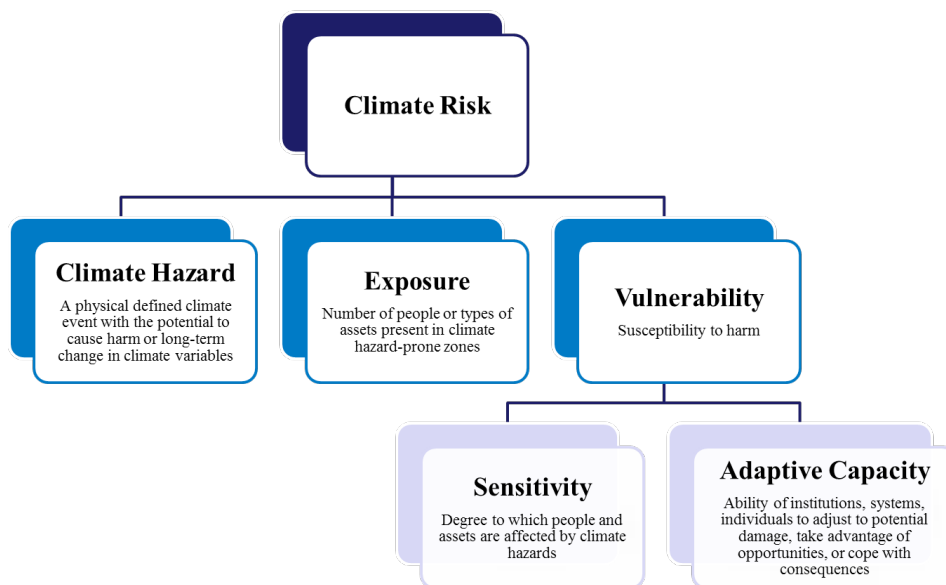 Climate Risk
Climate Hazard
A physical defined climate
event with the potential to
cause harm or long-term
change in climate variables
Exposure
Number of people or types of
assets present in climate
hazard-prone zones
Vulnerability
Susceptibility to harm
Sensitivity
Degree to which people and
assets are affected by climate
hazards
Adaptive Capacity
Ability of institutions, systems,
individuals to adjust to potential
damage, take advantage of
opportunities, or cope with
consequences